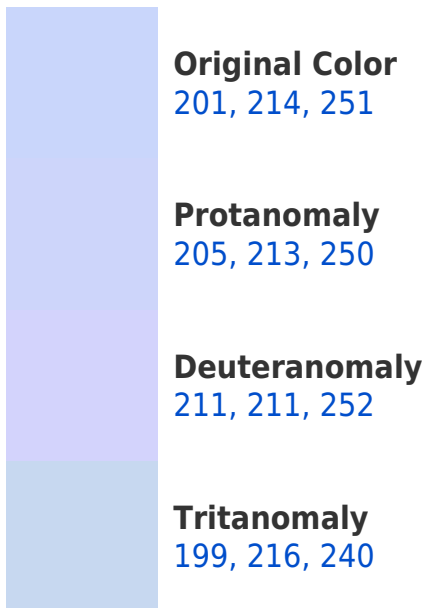 Original Color
201, 214, 251
Protanomaly
205, 213, 250
Deuteranomaly
211, 211, 252
Tritanomaly
199, 216, 240